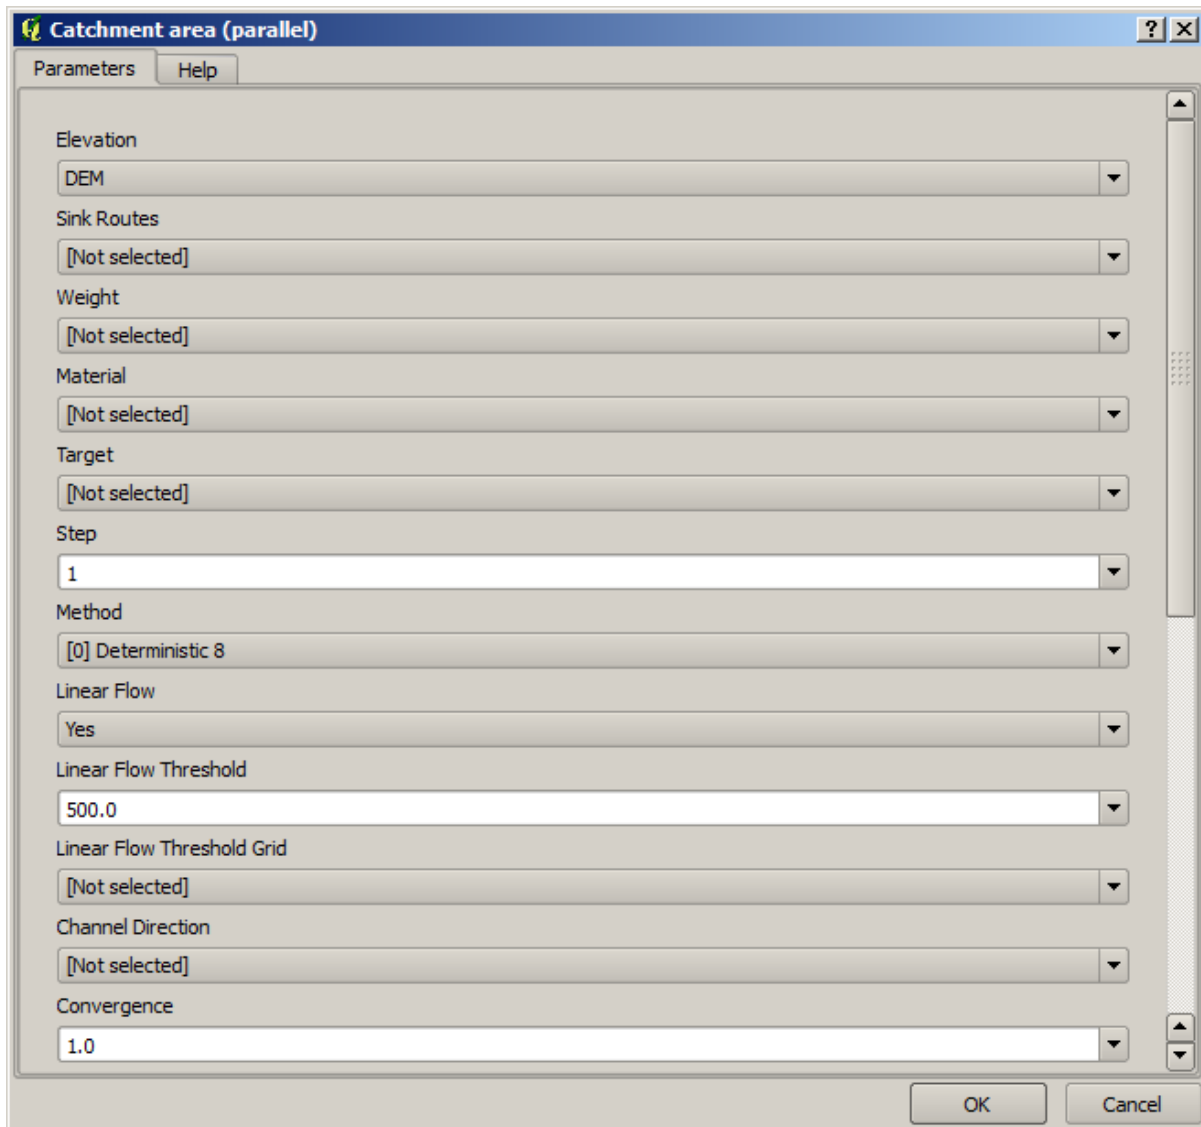 Catchment area (parallel)
Parameters Help
Elevation
DEM
Sink Routes
[Not selected]
Weight
[Not selected]
Material
[Not selected]
Target
[Not selected]
Step
1
Method
[0] Deterministic 8
Linear Flow
Yes
Linear Flow Threshold
500.0
Linear Flow Threshold Grid
[Not selected]
Channel Direction
[Not selected]
Convergence
1.0
OK Cancel